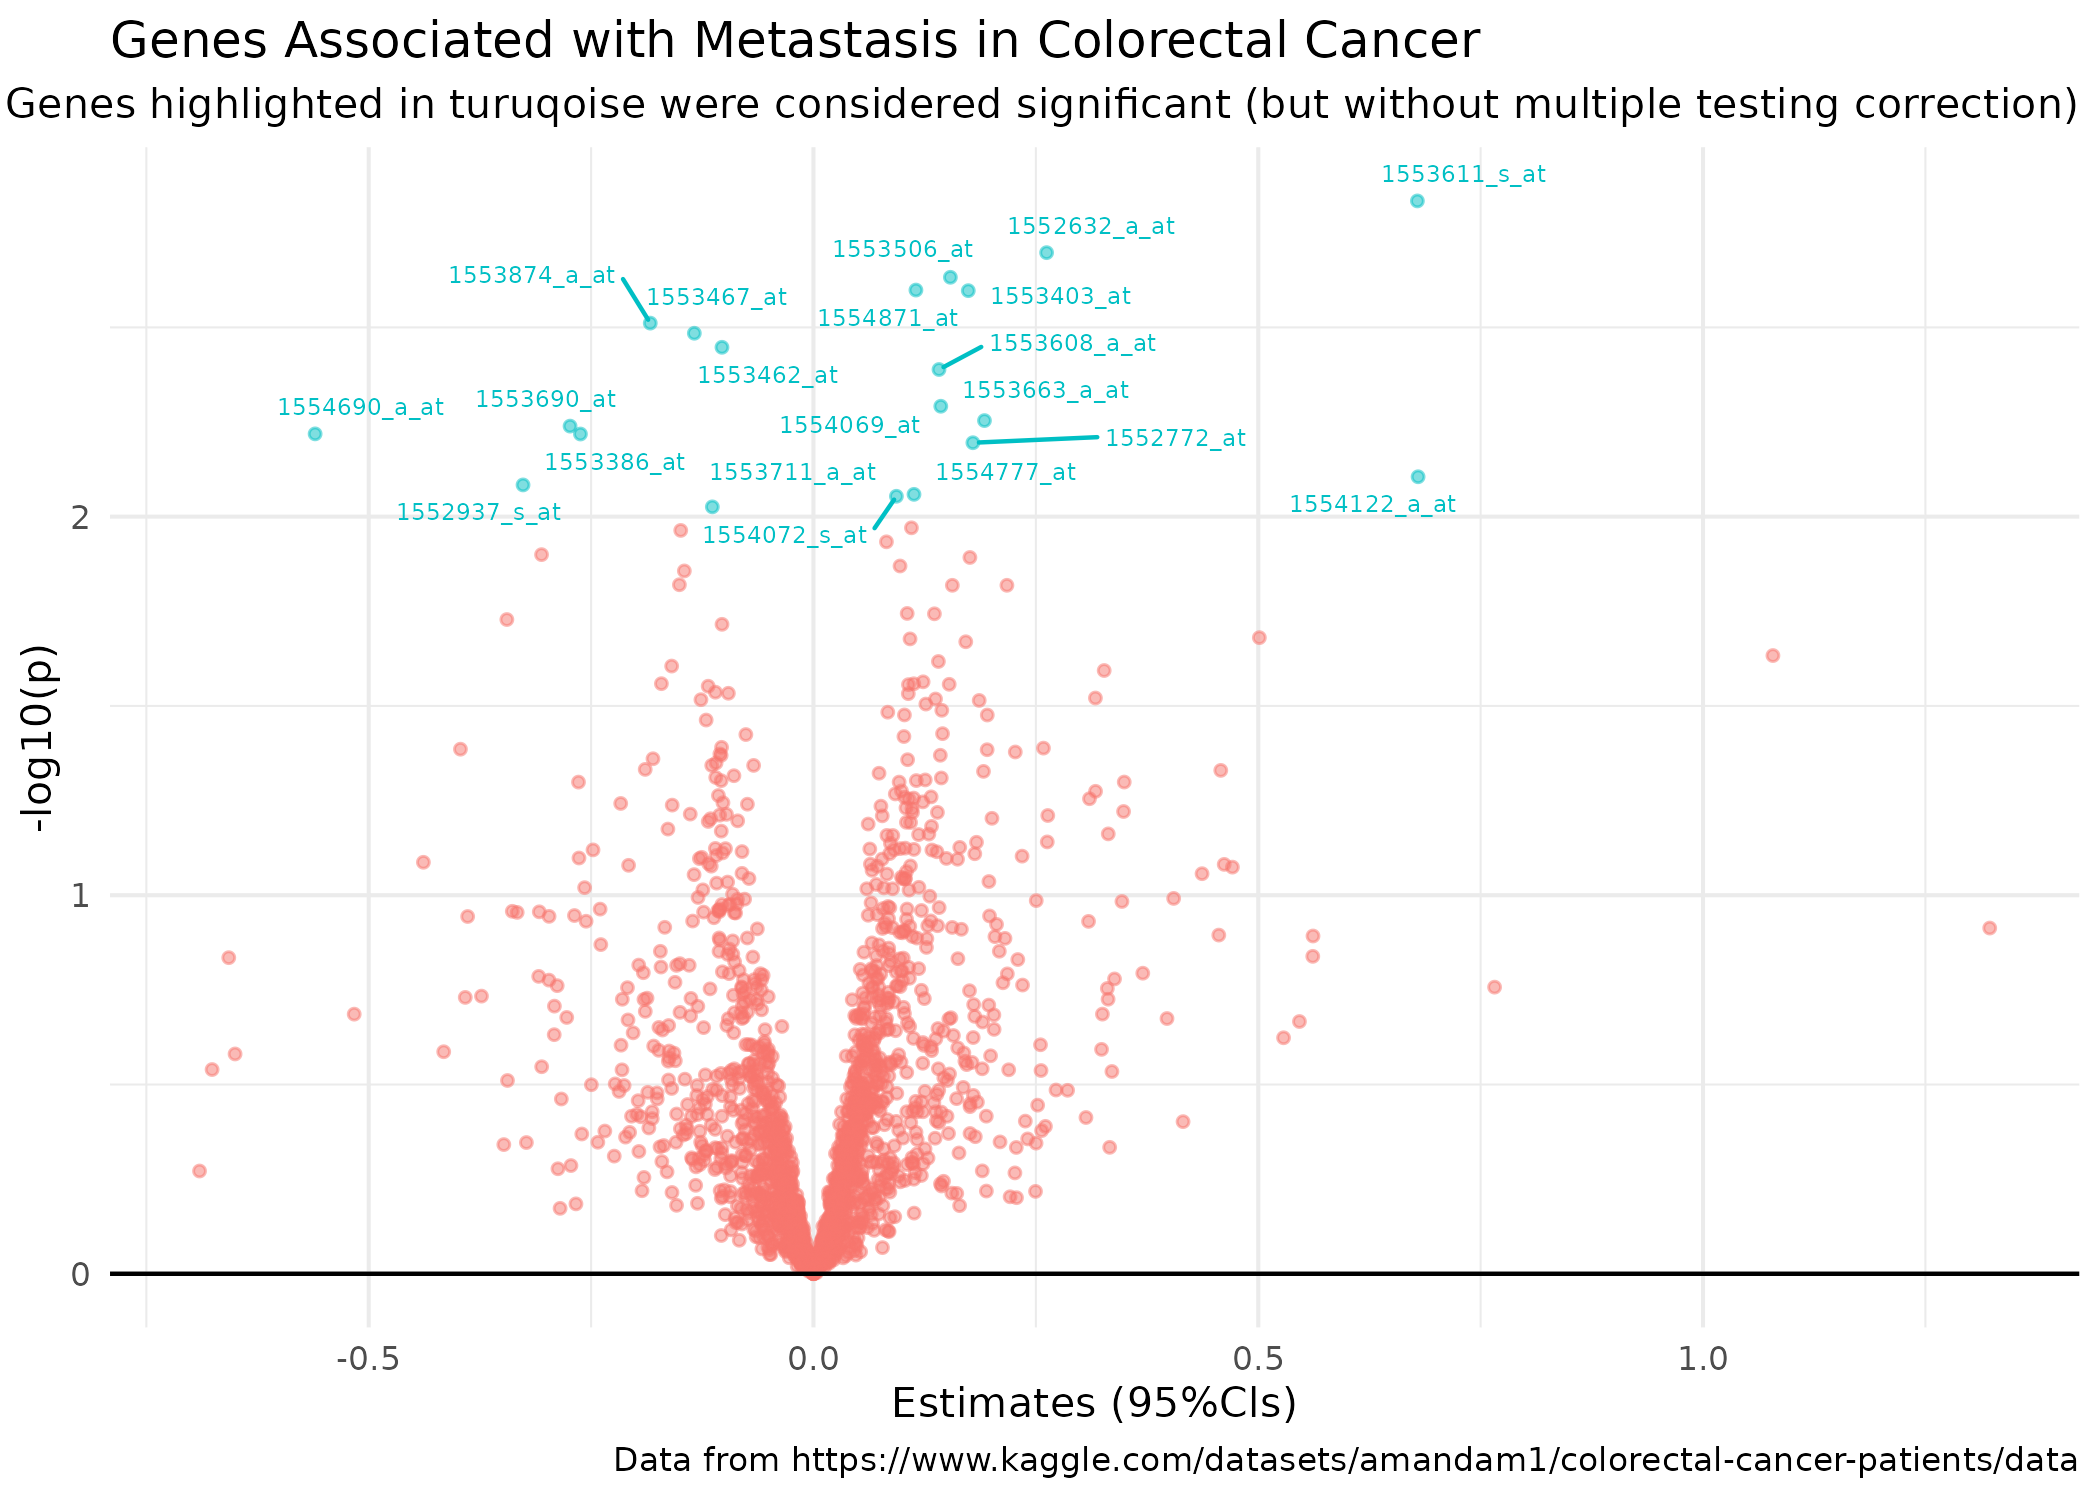 Genes Associated with Metastasis in Colorectal Cancer
Genes highlighted in turuqoise were considered significant (but without multiple testing correction)
1553611_s_at
1552632_a_at
1553506_at
1553874_a_at
1553467_at
1553403_at
1554871_at
1553608_a_at
1553462_at
1553663_a_at
1553690_at
1554690_a_at
1554069_at
1552772_at
1553386_at
1553711_a_at
1554777_at
1554122_a_at
1552937_s_at
1554072_s_at
2
1
0
-log10(p)
-0.5
0.0
0.5
1.0
Estimates (95%CIs)
Data from https://www.kaggle.com/datasets/amandam1/colorectal-cancer-patients/data